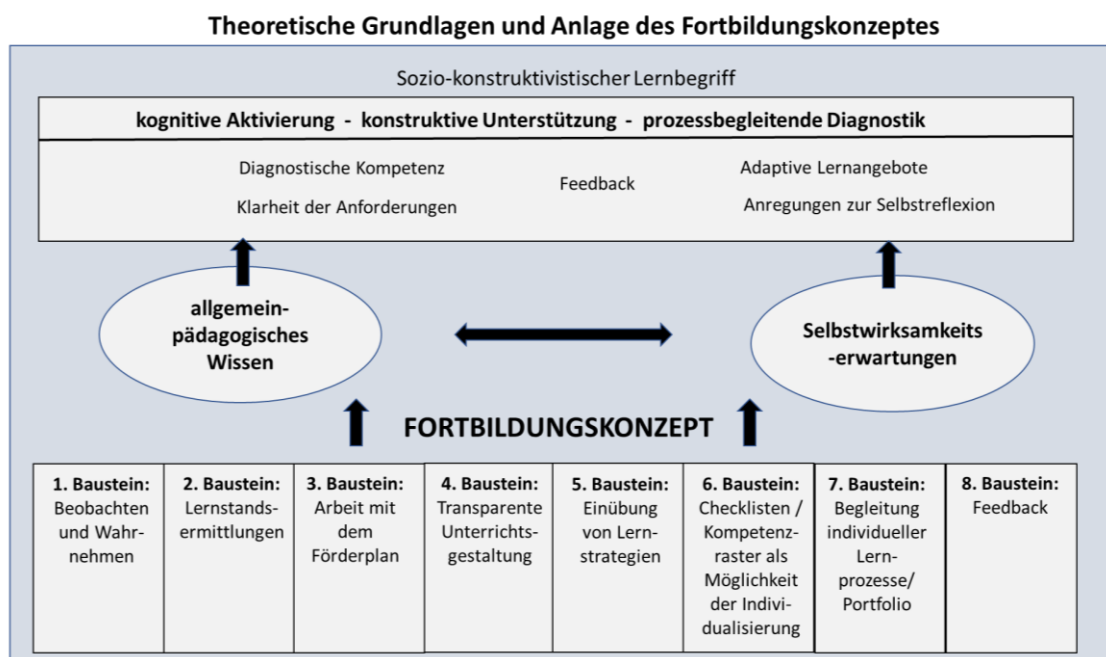 Theoretische Grundlagen und Anlage des Fortbildungskonzeptes
Sozio-konstruktivistischer Lernbegriff
kognitive Aktivierung - konstruktive Unterstützung - prozessbegleitende Diagnostik
Diagnostische Kompetenz
Feedback
Adaptive Lernangebote
Klarheit der Anforderungen
Anregungen zur Selbstreflexion
allgemein-
pädagogisches
Wissen
Selbstwirksamkeits
-erwartungen
FORTBILDUNGSKONZEPT
1. Baustein:
Beobachten
und Wahr-
nehmen
2. Baustein:
Lernstands-
ermittlungen
3. Baustein:
Arbeit mit
dem
Förderplan
4. Baustein:
Transparente
Unterrichts-
gestaltung
5. Baustein:
Einübung
von Lern-
strategien
6. Baustein:
Checklisten /
Kompetenz-
raster als
Möglichkeit
der Indivi-
dualisierung
7. Baustein:
Begleitung
individueller
Lern-
prozesse/
Portfolio
8. Baustein:
Feedback